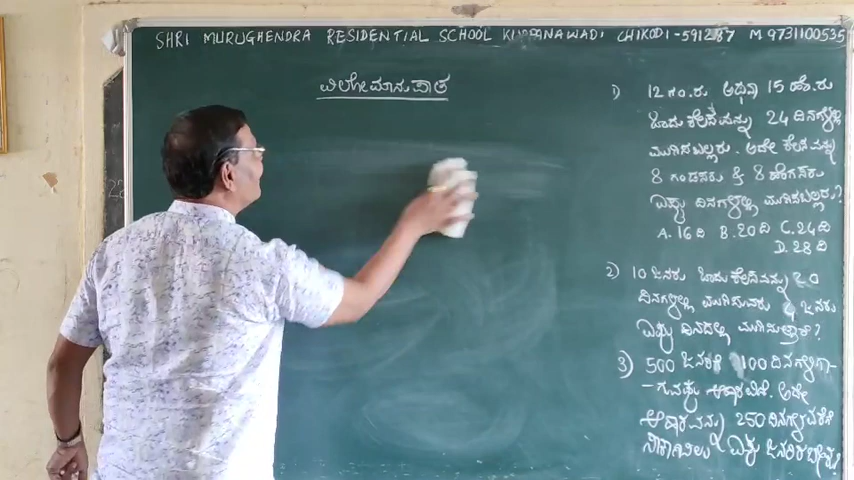 SHRI MURUGHENDRA RESIDENTIAL SCHOOL KUPPANAWADI, CHIKODI-591287 M 9731100535
ವಿಲೋಮಾನುಪಾತ
1) 12 ಗಂ.ರು ಅಥವಾ 15 ಹೆಂ.ರು
ಒಂದು ಕೆಲಸವನ್ನು 24 ದಿನಗಳಲ್ಲಿ
ಮುಗಿಸಬಲ್ಲರು. ಅದೇ ಕೆಲಸವನ್ನು
8 ಗಂಡಸರು & 8 ಹೆಂಗಸರು
ಎಷ್ಟು ದಿನಗಳಲ್ಲಿ ಮುಗಿಸಬಲ್ಲರು?
A. 16 ದಿ B. 20 ದಿ C. 24 ದಿ
D. 28 ದಿ
2) 10 ಜನರು ಒಂದು ಕೆಲಸವನ್ನು 20
ದಿನಗಳಲ್ಲಿ ಮುಗಿಸುವರು ಜನರು
ಎಷ್ಟು ದಿನದಲ್ಲಿ ಮುಗಿಸುತ್ತಾರೆ?
3) 500 ಜನರಿಗೆ 100 ದಿನಗಳಿಗಾ-
-ಗುವಷ್ಟು ಆಹಾರವಿದೆ. ಅದೇ
ಆಹಾರವನ್ನು 250 ದಿನಗಳವರೆಗೆ
ಎಷ್ಟು